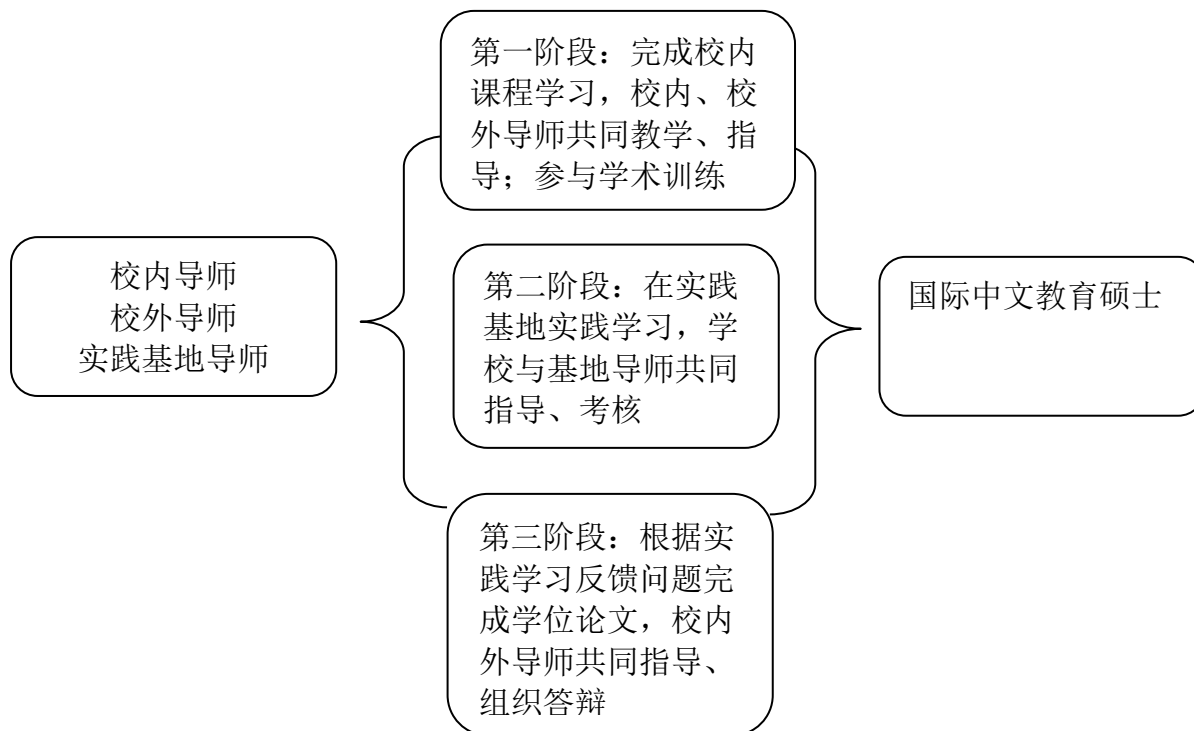 第一阶段：完成校内
课程学习，校内、校
外导师共同教学、指
导；参与学术训练
校内导师
校外导师
实践基地导师
第二阶段：在实践
基地实践学习，学
校与基地导师共同
指导、考核
国际中文教育硕士
第三阶段：根据实
践学习反馈问题完
成学位论文，校内
外导师共同指导、
组织答辩